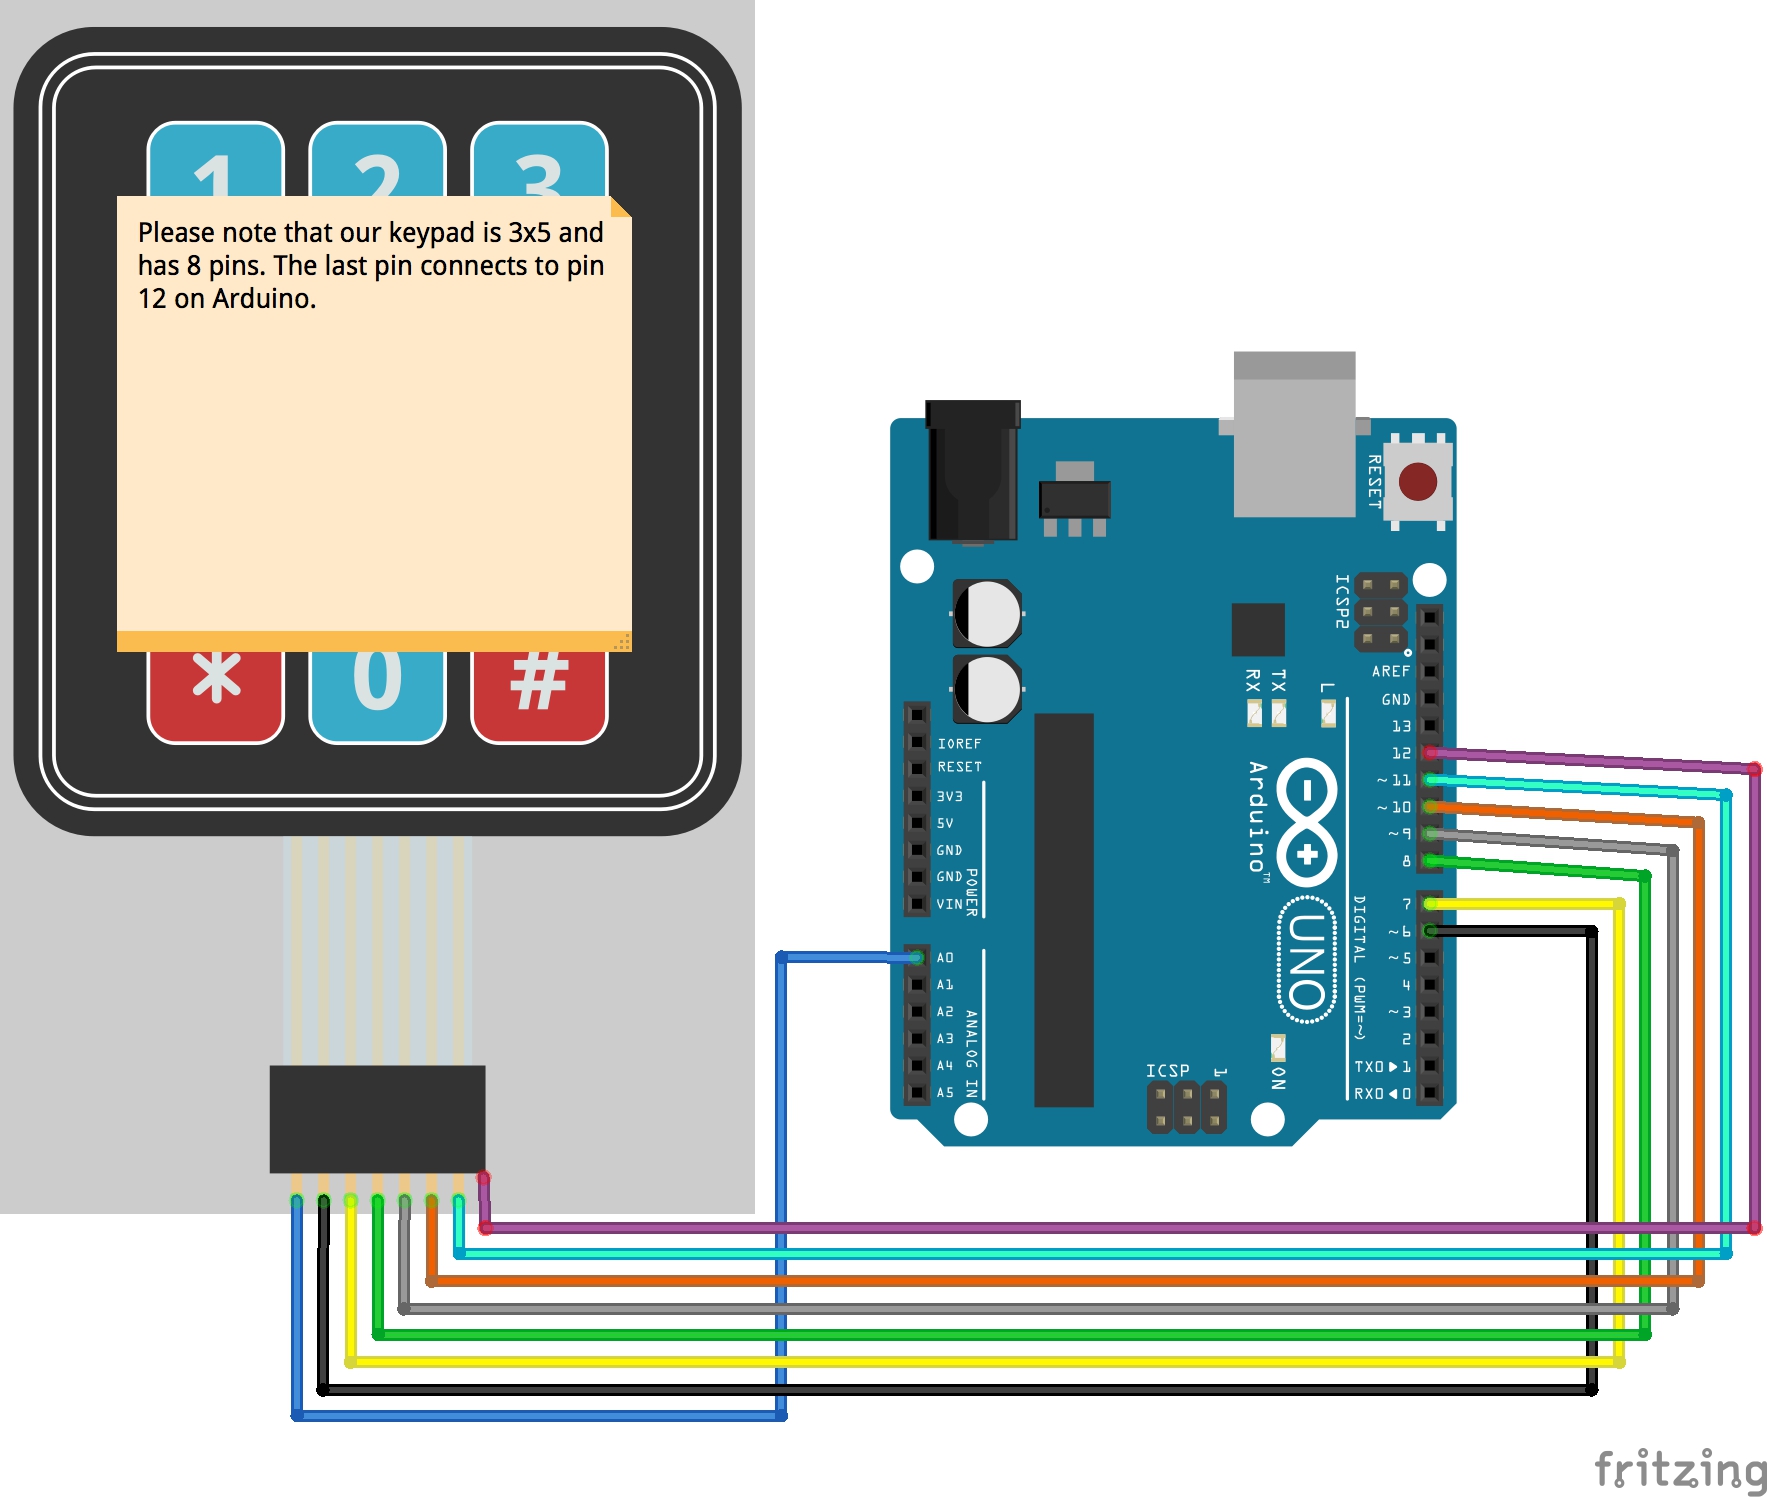 1 2 3
Please note that our keypad is 3x5 and
has 8 pins. The last pin connects to pin
12 on Arduino.
* 0 #
RESET
ICSP2
AREF
GND
13
12
~11
~10
~9
8
7
~6
~5
4
~3
2
TX0▶1
RX0◀0
DIGITAL (PWM=~)
RX
TX
L
Arduino™
UNO
ON
ICSP
1
IOREF
RESET
3V3
5V
GND
GND
VIN
POWER
A0
A1
A2
A3
A4
A5
ANALOG IN
fritzing